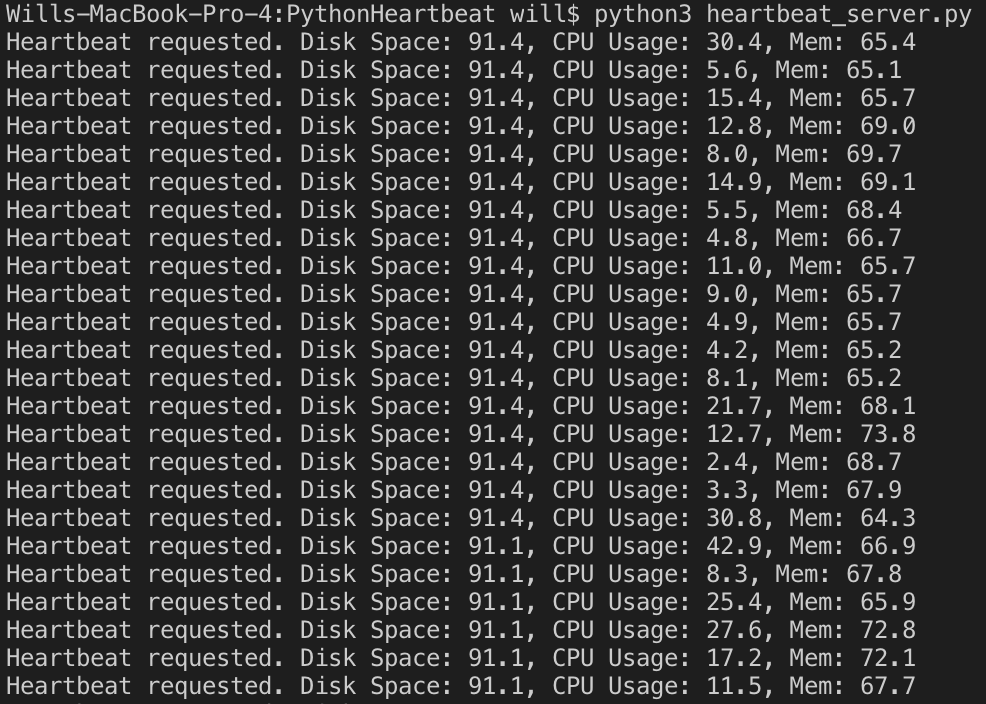 Wills-MacBook-Pro-4:PythonHeartbeat will$ python3 heartbeat_server.py
Heartbeat requested. Disk Space: 91.4, CPU Usage: 30.4, Mem: 65.4
Heartbeat requested. Disk Space: 91.4, CPU Usage: 5.6, Mem: 65.1
Heartbeat requested. Disk Space: 91.4, CPU Usage: 15.4, Mem: 65.7
Heartbeat requested. Disk Space: 91.4, CPU Usage: 12.8, Mem: 69.0
Heartbeat requested. Disk Space: 91.4, CPU Usage: 8.0, Mem: 69.7
Heartbeat requested. Disk Space: 91.4, CPU Usage: 14.9, Mem: 69.1
Heartbeat requested. Disk Space: 91.4, CPU Usage: 5.5, Mem: 68.4
Heartbeat requested. Disk Space: 91.4, CPU Usage: 4.8, Mem: 66.7
Heartbeat requested. Disk Space: 91.4, CPU Usage: 11.0, Mem: 65.7
Heartbeat requested. Disk Space: 91.4, CPU Usage: 9.0, Mem: 65.7
Heartbeat requested. Disk Space: 91.4, CPU Usage: 4.9, Mem: 65.7
Heartbeat requested. Disk Space: 91.4, CPU Usage: 4.2, Mem: 65.2
Heartbeat requested. Disk Space: 91.4, CPU Usage: 8.1, Mem: 65.2
Heartbeat requested. Disk Space: 91.4, CPU Usage: 21.7, Mem: 68.1
Heartbeat requested. Disk Space: 91.4, CPU Usage: 12.7, Mem: 73.8
Heartbeat requested. Disk Space: 91.4, CPU Usage: 2.4, Mem: 68.7
Heartbeat requested. Disk Space: 91.4, CPU Usage: 3.3, Mem: 67.9
Heartbeat requested. Disk Space: 91.4, CPU Usage: 30.8, Mem: 64.3
Heartbeat requested. Disk Space: 91.1, CPU Usage: 42.9, Mem: 66.9
Heartbeat requested. Disk Space: 91.1, CPU Usage: 8.3, Mem: 67.8
Heartbeat requested. Disk Space: 91.1, CPU Usage: 25.4, Mem: 65.9
Heartbeat requested. Disk Space: 91.1, CPU Usage: 27.6, Mem: 72.8
Heartbeat requested. Disk Space: 91.1, CPU Usage: 17.2, Mem: 72.1
Heartbeat requested. Disk Space: 91.1, CPU Usage: 11.5, Mem: 67.7